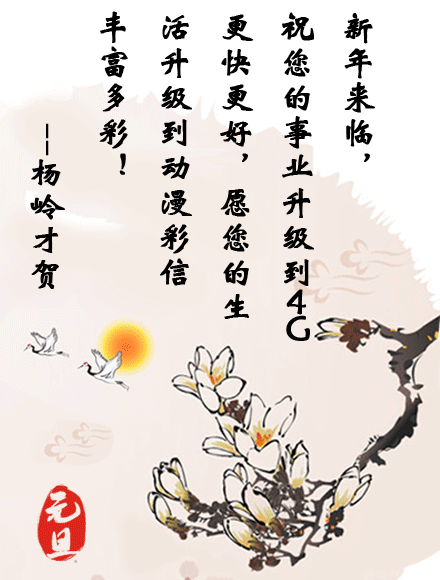 新年来临，
祝您的事业升级到4G
更快更好，愿您的生
活升级到动漫彩信
丰富多彩！
--杨岭才贺
元旦